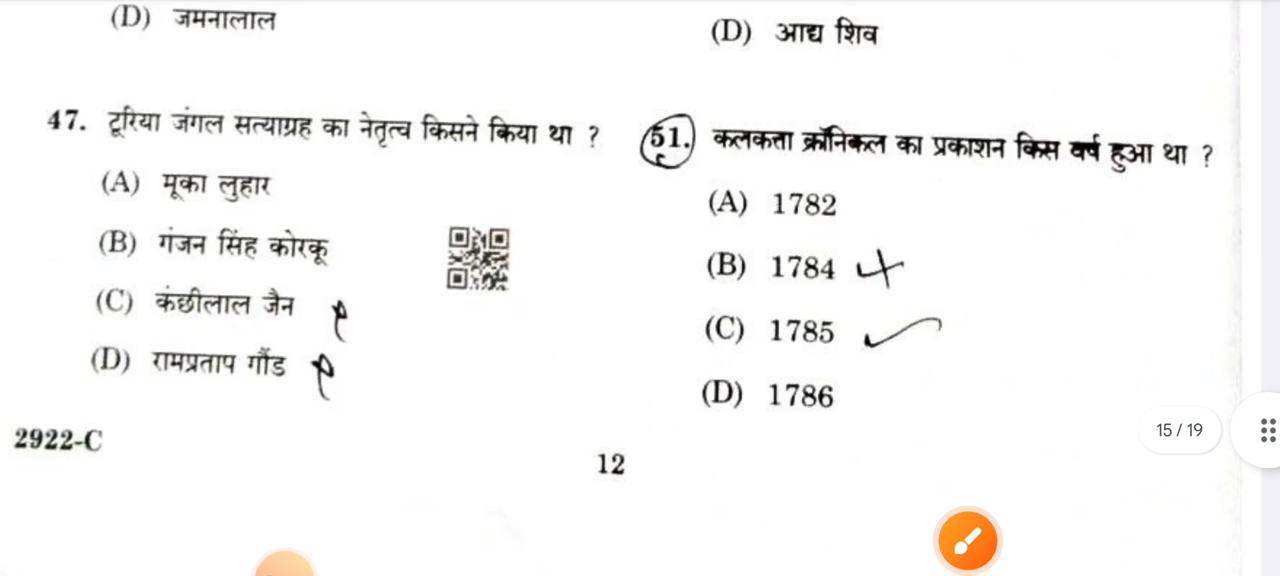 (D) जमनालाल
47. टूरिया जंगल सत्याग्रह का नेतृत्व किसने किया था ?
(A) मूका लुहार
(B) गंजन सिंह कोरकू
(C) कंछीलाल जैन
(D) रामप्रताप गौंड
2922-C
(D) आद्य शिव
51. कलकत्ता क्रॉनिकल का प्रकाशन किस वर्ष हुआ था ?
(A) 1782
(B) 1784
(C) 1785
(D) 1786
12
15 / 19